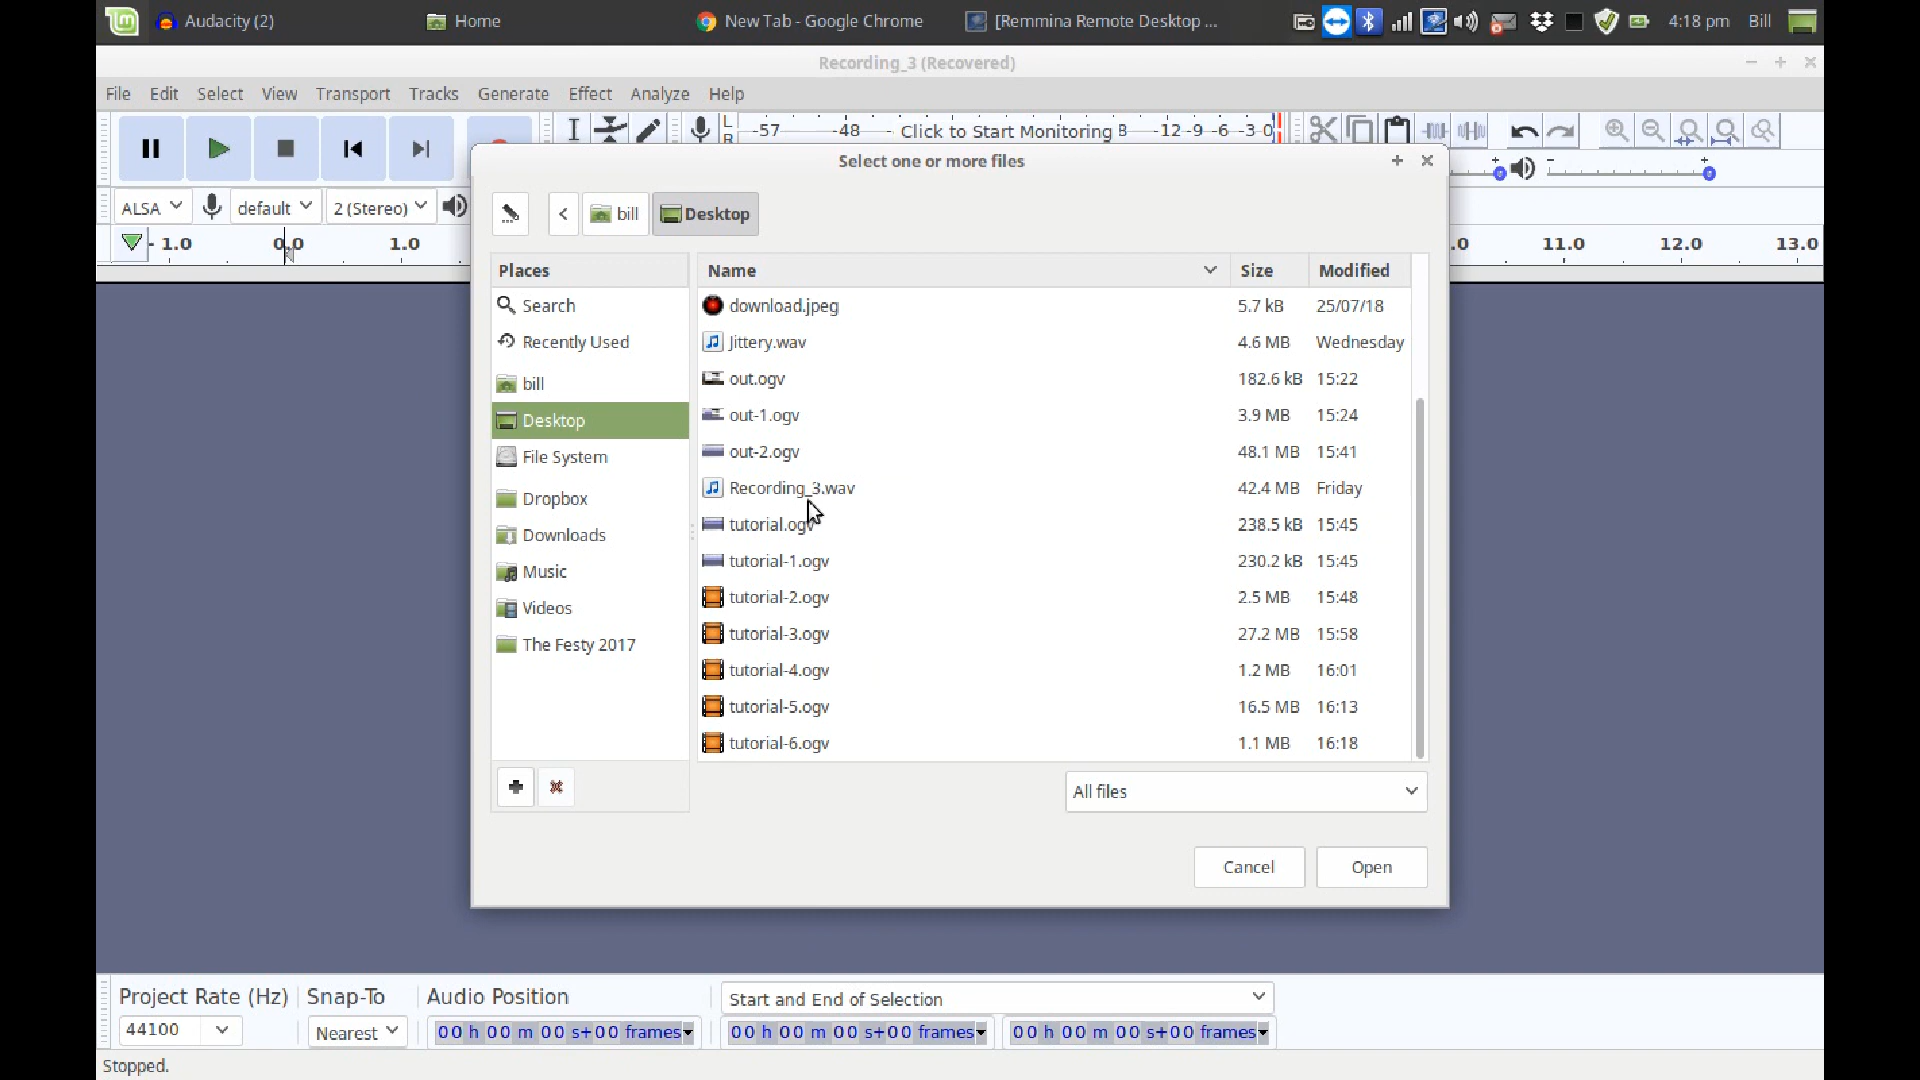 Audacity (2) Home New Tab - Google Chrome [Remmina Remote Desktop ... 4:18 pm Bill
Recording_3 (Recovered)
File Edit Select View Transport Tracks Generate Effect Analyze Help
L
R
-57 -48 - Click to Start Monitoring 8 -12 -9 -6 -3 0
Select one or more files
ALSA default 2 (Stereo)
bill Desktop
- 1.0 0.0 1.0 .0 11.0 12.0 13.0
Places Name Size Modified
Search download.jpeg 5.7 kB 25/07/18
Recently Used Jittery.wav 4.6 MB Wednesday
bill out.ogv 182.6 kB 15:22
Desktop out-1.ogv 3.9 MB 15:24
File System out-2.ogv 48.1 MB 15:41
Dropbox Recording_3.wav 42.4 MB Friday
Downloads tutorial.ogv 238.5 kB 15:45
Music tutorial-1.ogv 230.2 kB 15:45
Videos tutorial-2.ogv 2.5 MB 15:48
The Festy 2017 tutorial-3.ogv 27.2 MB 15:58
tutorial-4.ogv 1.2 MB 16:01
tutorial-5.ogv 16.5 MB 16:13
tutorial-6.ogv 1.1 MB 16:18
All files
Cancel Open
Project Rate (Hz) Snap-To Audio Position Start and End of Selection
44100 Nearest 00 h 00 m 00 s+00 frames 00 h 00 m 00 s+00 frames 00 h 00 m 00 s+00 frames
Stopped.